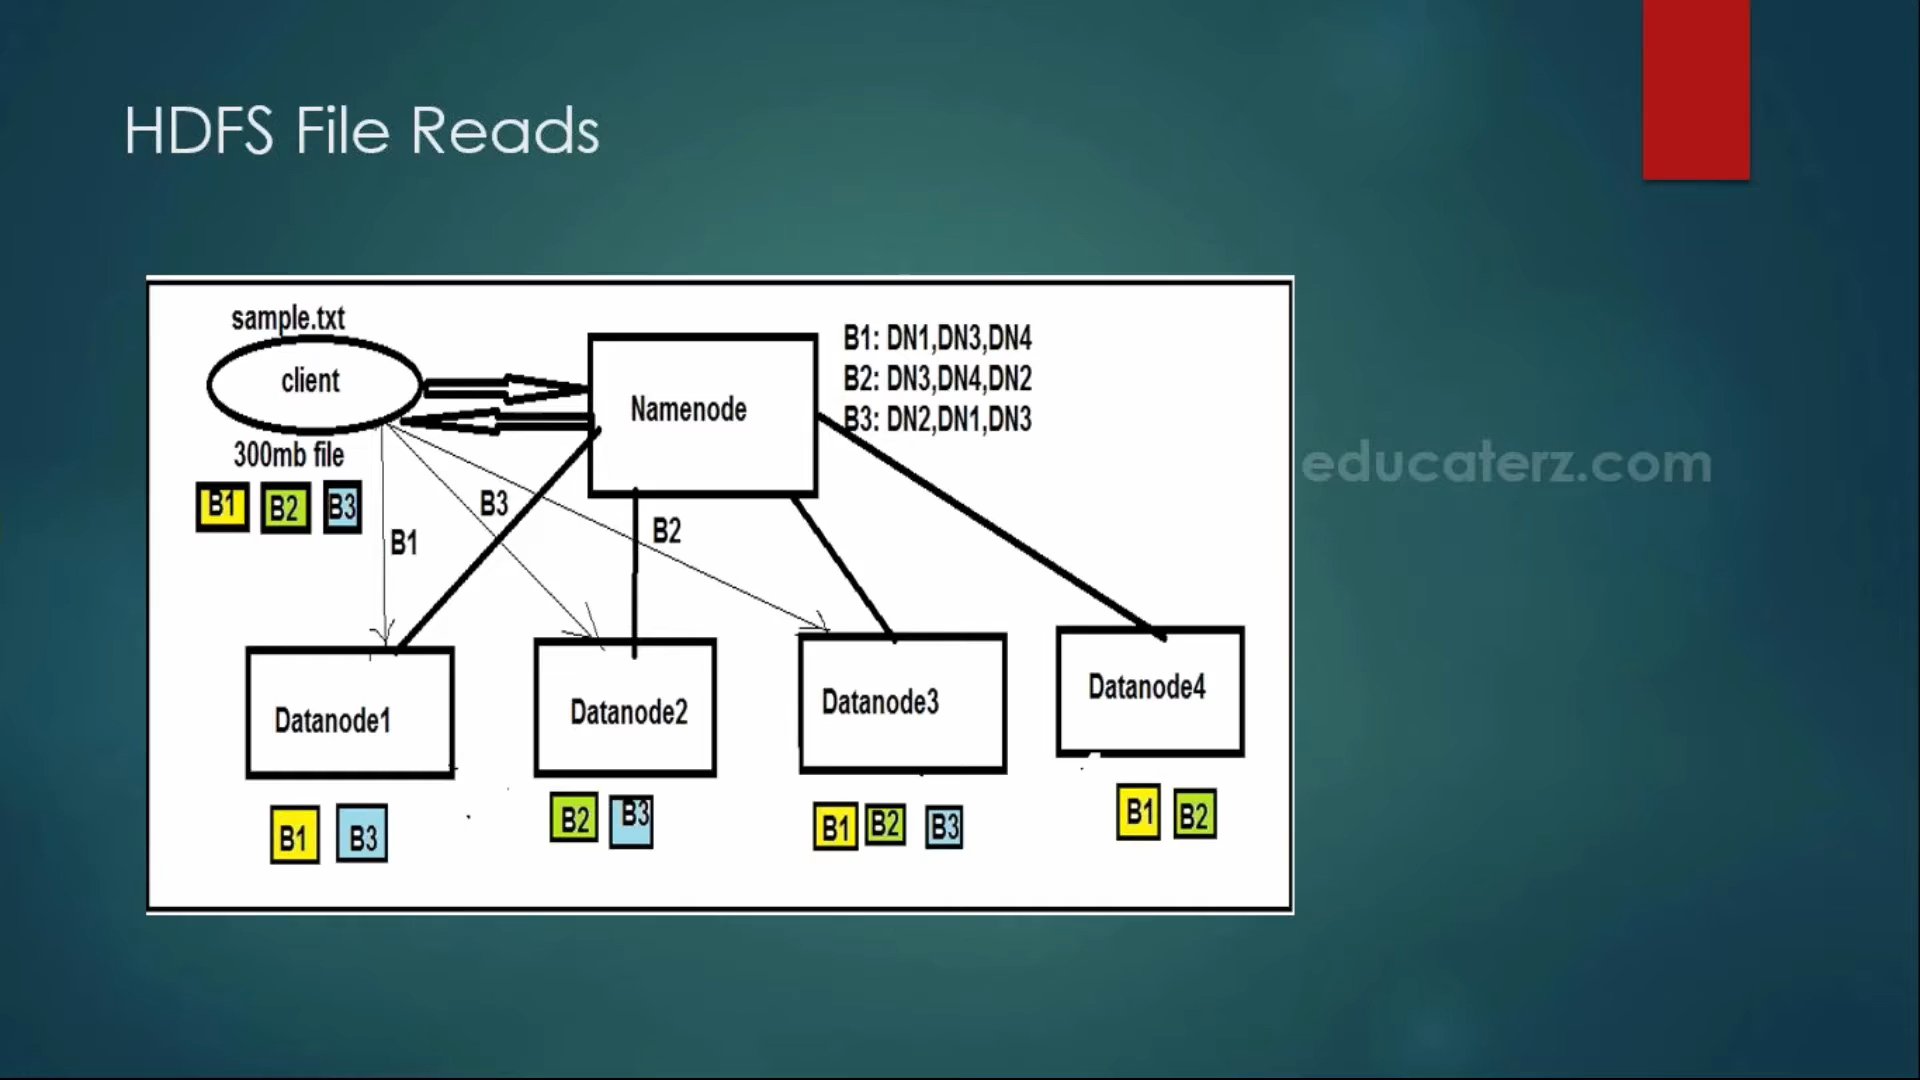 HDFS File Reads
sample.txt
client
300mb file
B1 B2 B3
Namenode
B1: DN1,DN3,DN4
B2: DN3,DN4,DN2
B3: DN2,DN1,DN3
educaterz.com
B1
B3
B2
Datanode1
Datanode2
Datanode3
Datanode4
B1 B3
B2 B3
B1 B2 B3
B1 B2